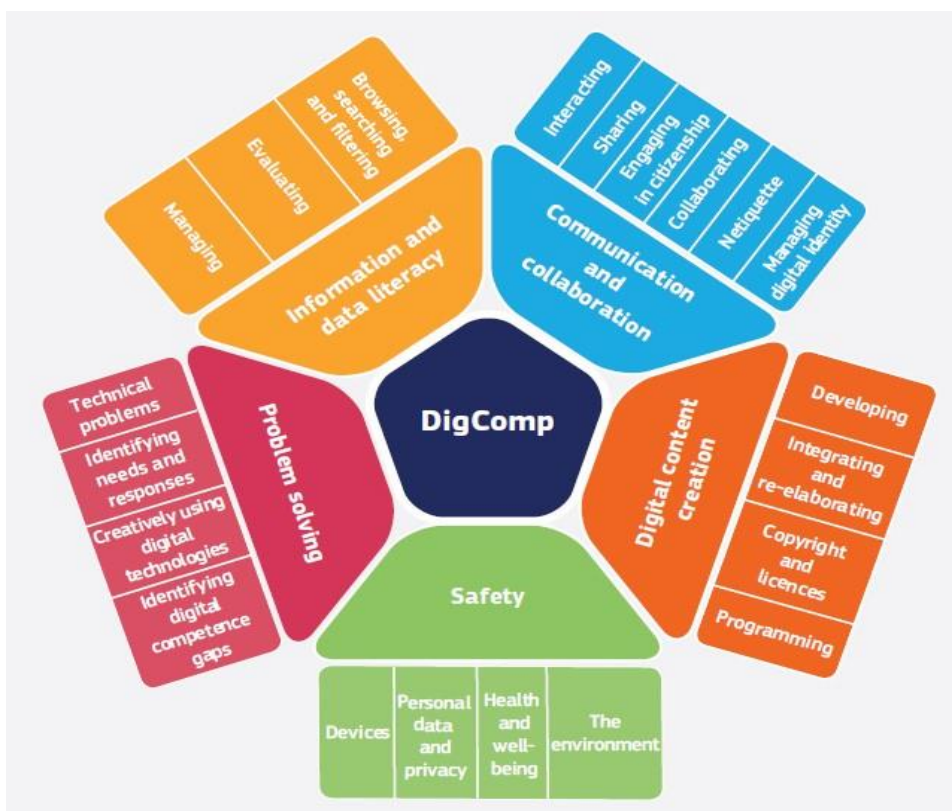 DigComp
Information and
data literacy
Managing
Evaluating
Browsing,
searching
and filtering
Communication
and
collaboration
Interacting
Sharing
Engaging
in citizenship
Collaborating
Netiquette
Managing
digital identity
Digital content
creation
Developing
Integrating
and
re-elaborating
Copyright
and
licences
Programming
Safety
Devices
Personal
data
and
privacy
Health
and
well-
being
The
environment
Problem solving
Technical
problems
Identifying
needs and
responses
Creatively using
digital
technologies
Identifying
digital
competence
gaps